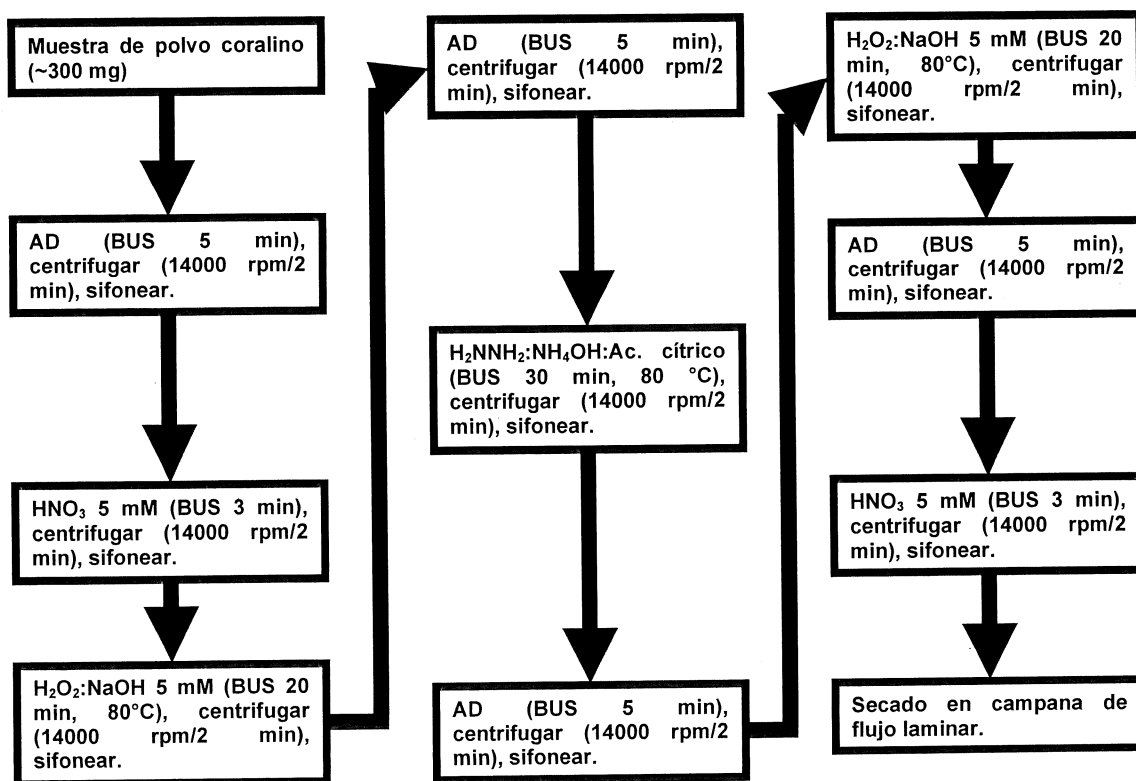 Muestra de polvo coralino
(~300 mg)
AD (BUS 5 min),
centrifugar (14000 rpm/2
min), sifonear.
HNO₃ 5 mM (BUS 3 min),
centrifugar (14000 rpm/2
min), sifonear.
H₂O₂:NaOH 5 mM (BUS 20
min, 80°C), centrifugar
(14000 rpm/2 min),
sifonear.
AD (BUS 5 min),
centrifugar (14000 rpm/2
min), sifonear.
H₂NNH₂:NH₄OH:Ac. cítrico
(BUS 30 min, 80 °C),
centrifugar (14000 rpm/2
min), sifonear.
AD (BUS 5 min),
centrifugar (14000 rpm/2
min), sifonear.
H₂O₂:NaOH 5 mM (BUS 20
min, 80°C), centrifugar
(14000 rpm/2 min),
sifonear.
AD (BUS 5 min),
centrifugar (14000 rpm/2
min), sifonear.
HNO₃ 5 mM (BUS 3 min),
centrifugar (14000 rpm/2
min), sifonear.
Secado en campana de
flujo laminar.